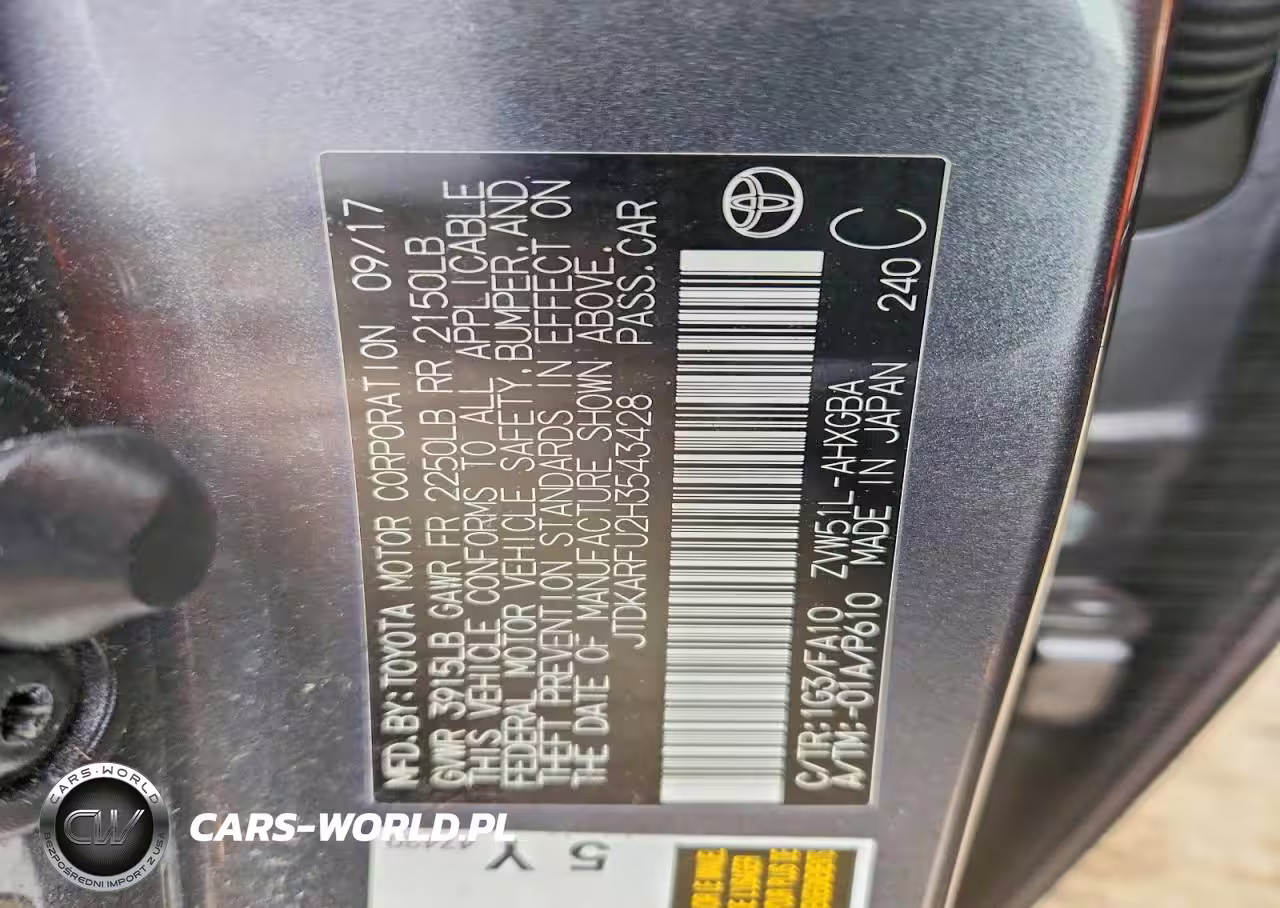 MFD.BY:TOYOTA MOTOR CORPORATION 09/17
GVWR 3915LB GAWR FR 2250LB RR 2150LB
THIS VEHICLE CONFORMS TO ALL APPLICABLE
FEDERAL MOTOR VEHICLE SAFETY,BUMPER,AND
THEFT PREVENTION STANDARDS IN EFFECT ON
THE DATE OF MANUFACTURE SHOWN ABOVE.
JTDKARFU2H3543428 PASS.CAR
C/TR:1G3/FA10 ZVW51L-AHXGBA
A/TM:-01A/P610 MADE IN JAPAN 240 C
5 Y
CARS-WORLD
CW
BEZPOŚREDNI IMPORT Z USA
CARS-WORLD.PL